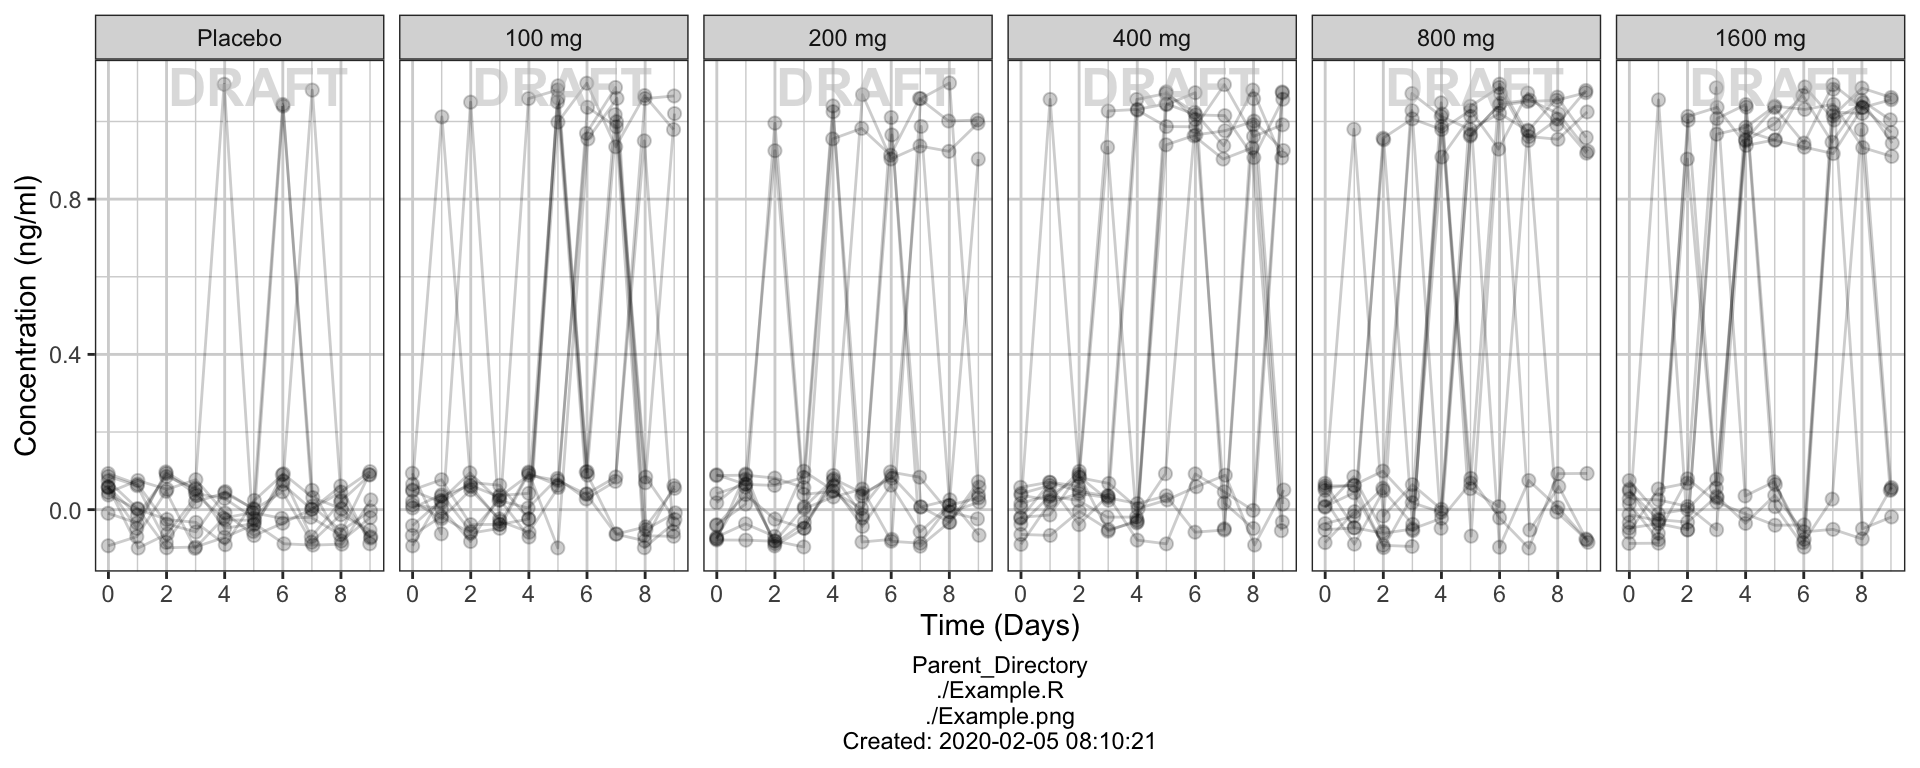 Placebo 100 mg 200 mg 400 mg 800 mg 1600 mg
DRAFT DRAFT DRAFT DRAFT DRAFT DRAFT
Concentration (ng/ml)
0.8
0.4
0.0
0 2 4 6 8 0 2 4 6 8 0 2 4 6 8 0 2 4 6 8 0 2 4 6 8 0 2 4 6 8
Time (Days)
Parent_Directory
./Example.R
./Example.png
Created: 2020-02-05 08:10:21